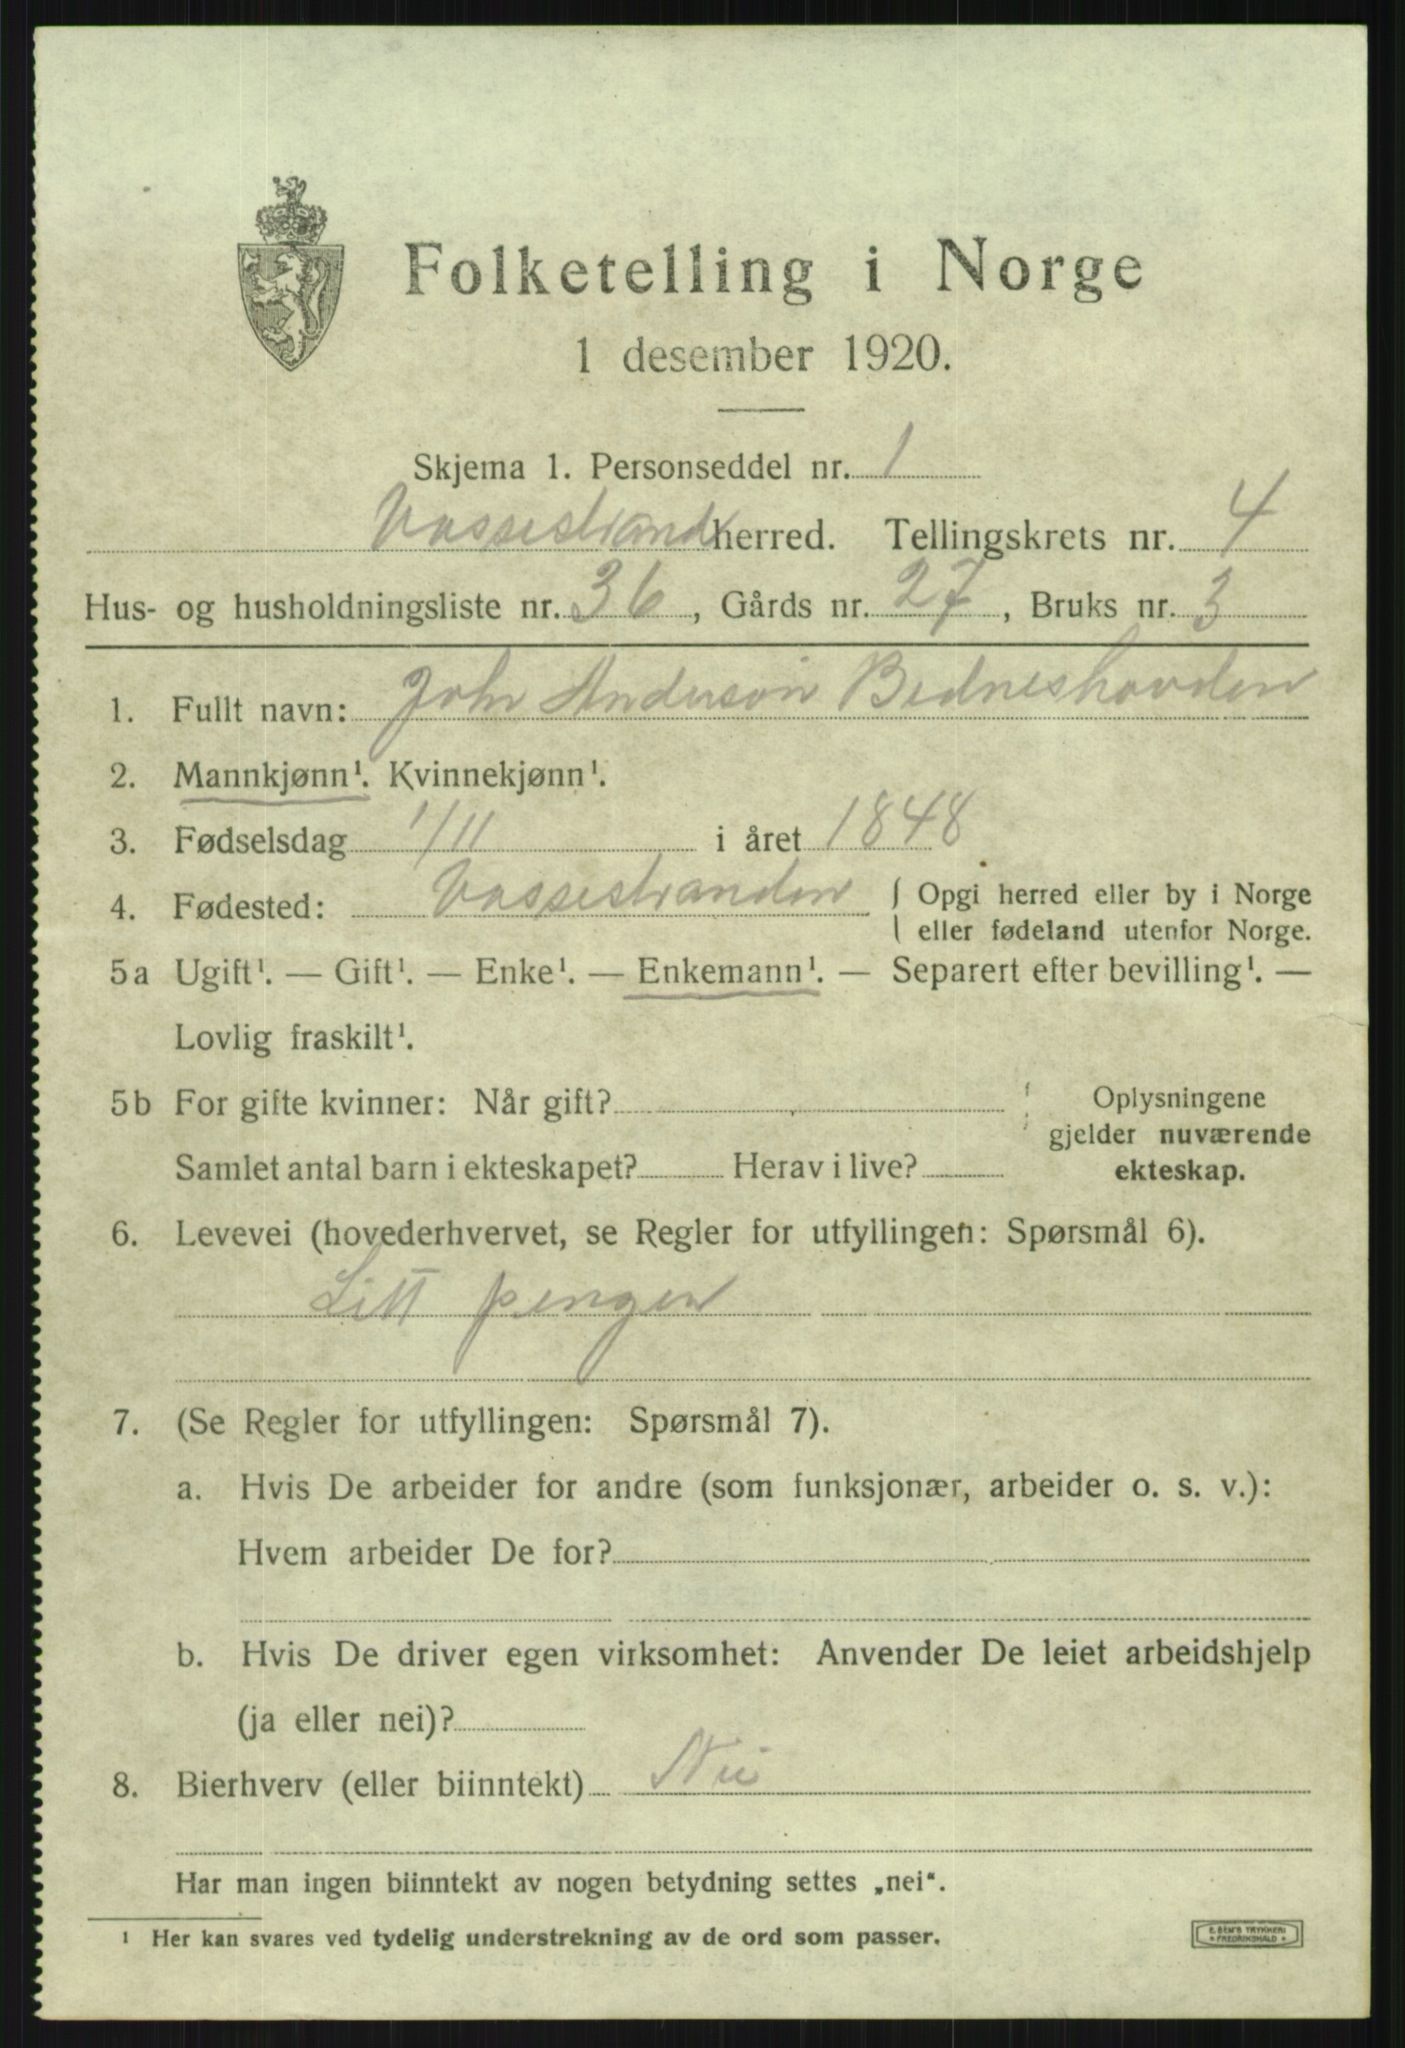 Folketelling i Norge
1 desember 1920.
Skjema 1. Personseddel nr. 1
Vossestrand herred. Tellingskrets nr. 4
Hus- og husholdningsliste nr. 36, Gårds nr. 27, Bruks nr. 3
1. Fullt navn: John Anderson
2. Mannkjønn¹. Kvinnekjønn¹.
3. Fødselsdag 1/11 i året 1848
4. Fødested: Vossestranden { Opgi herred eller by i Norge
eller fødeland utenfor Norge.
5a Ugift¹. — Gift¹. — Enke¹. — Enkemann¹. — Separert efter bevilling¹. —
Lovlig fraskilt¹.
5b For gifte kvinner: Når gift? Oplysningene
gjelder nuværende
Samlet antal barn i ekteskapet? Herav i live? ekteskap.
6. Levevei (hovederhvervet, se Regler for utfyllingen: Spørsmål 6).
Litt penger
7. (Se Regler for utfyllingen: Spørsmål 7).
a. Hvis De arbeider for andre (som funksjonær, arbeider o. s. v.):
Hvem arbeider De for?
b. Hvis De driver egen virksomhet: Anvender De leiet arbeidshjelp
(ja eller nei)?
8. Bierhverv (eller biinntekt) Nei
Har man ingen biinntekt av nogen betydning settes „nei“.
¹ Her kan svares ved tydelig understrekning av de ord som passer.
E. SEM'S TRYKKERI
FREDRIKSHALD